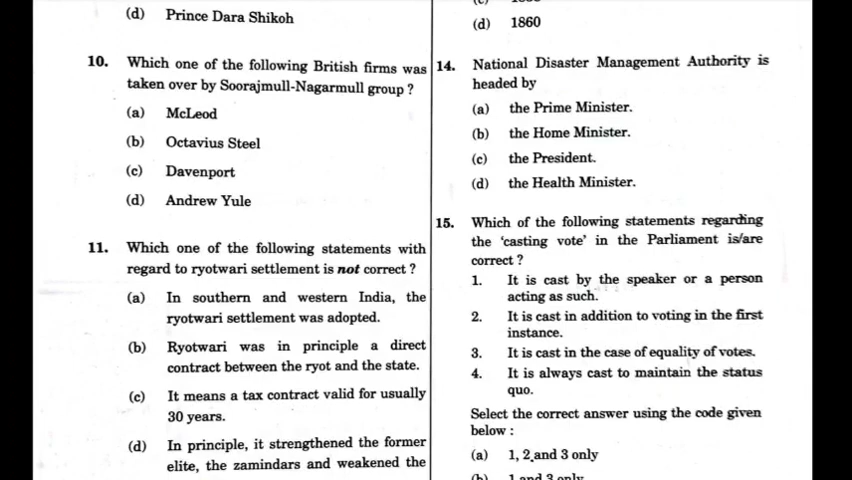 (d) Prince Dara Shikoh
10. Which one of the following British firms was
taken over by Soorajmull-Nagarmull group ?
(a) McLeod
(b) Octavius Steel
(c) Davenport
(d) Andrew Yule
11. Which one of the following statements with
regard to ryotwari settlement is not correct ?
(a) In southern and western India, the
ryotwari settlement was adopted.
(b) Ryotwari was in principle a direct
contract between the ryot and the state.
(c) It means a tax contract valid for usually
30 years.
(d) In principle, it strengthened the former
elite, the zamindars and weakened the
(d) 1860
14. National Disaster Management Authority is
headed by
(a) the Prime Minister.
(b) the Home Minister.
(c) the President.
(d) the Health Minister.
15. Which of the following statements regarding
the ‘casting vote’ in the Parliament is/are
correct ?
1. It is cast by the speaker or a person
acting as such.
2. It is cast in addition to voting in the first
instance.
3. It is cast in the case of equality of votes.
4. It is always cast to maintain the status
quo.
Select the correct answer using the code given
below :
(a) 1, 2 and 3 only
(b) 1 and 3 only